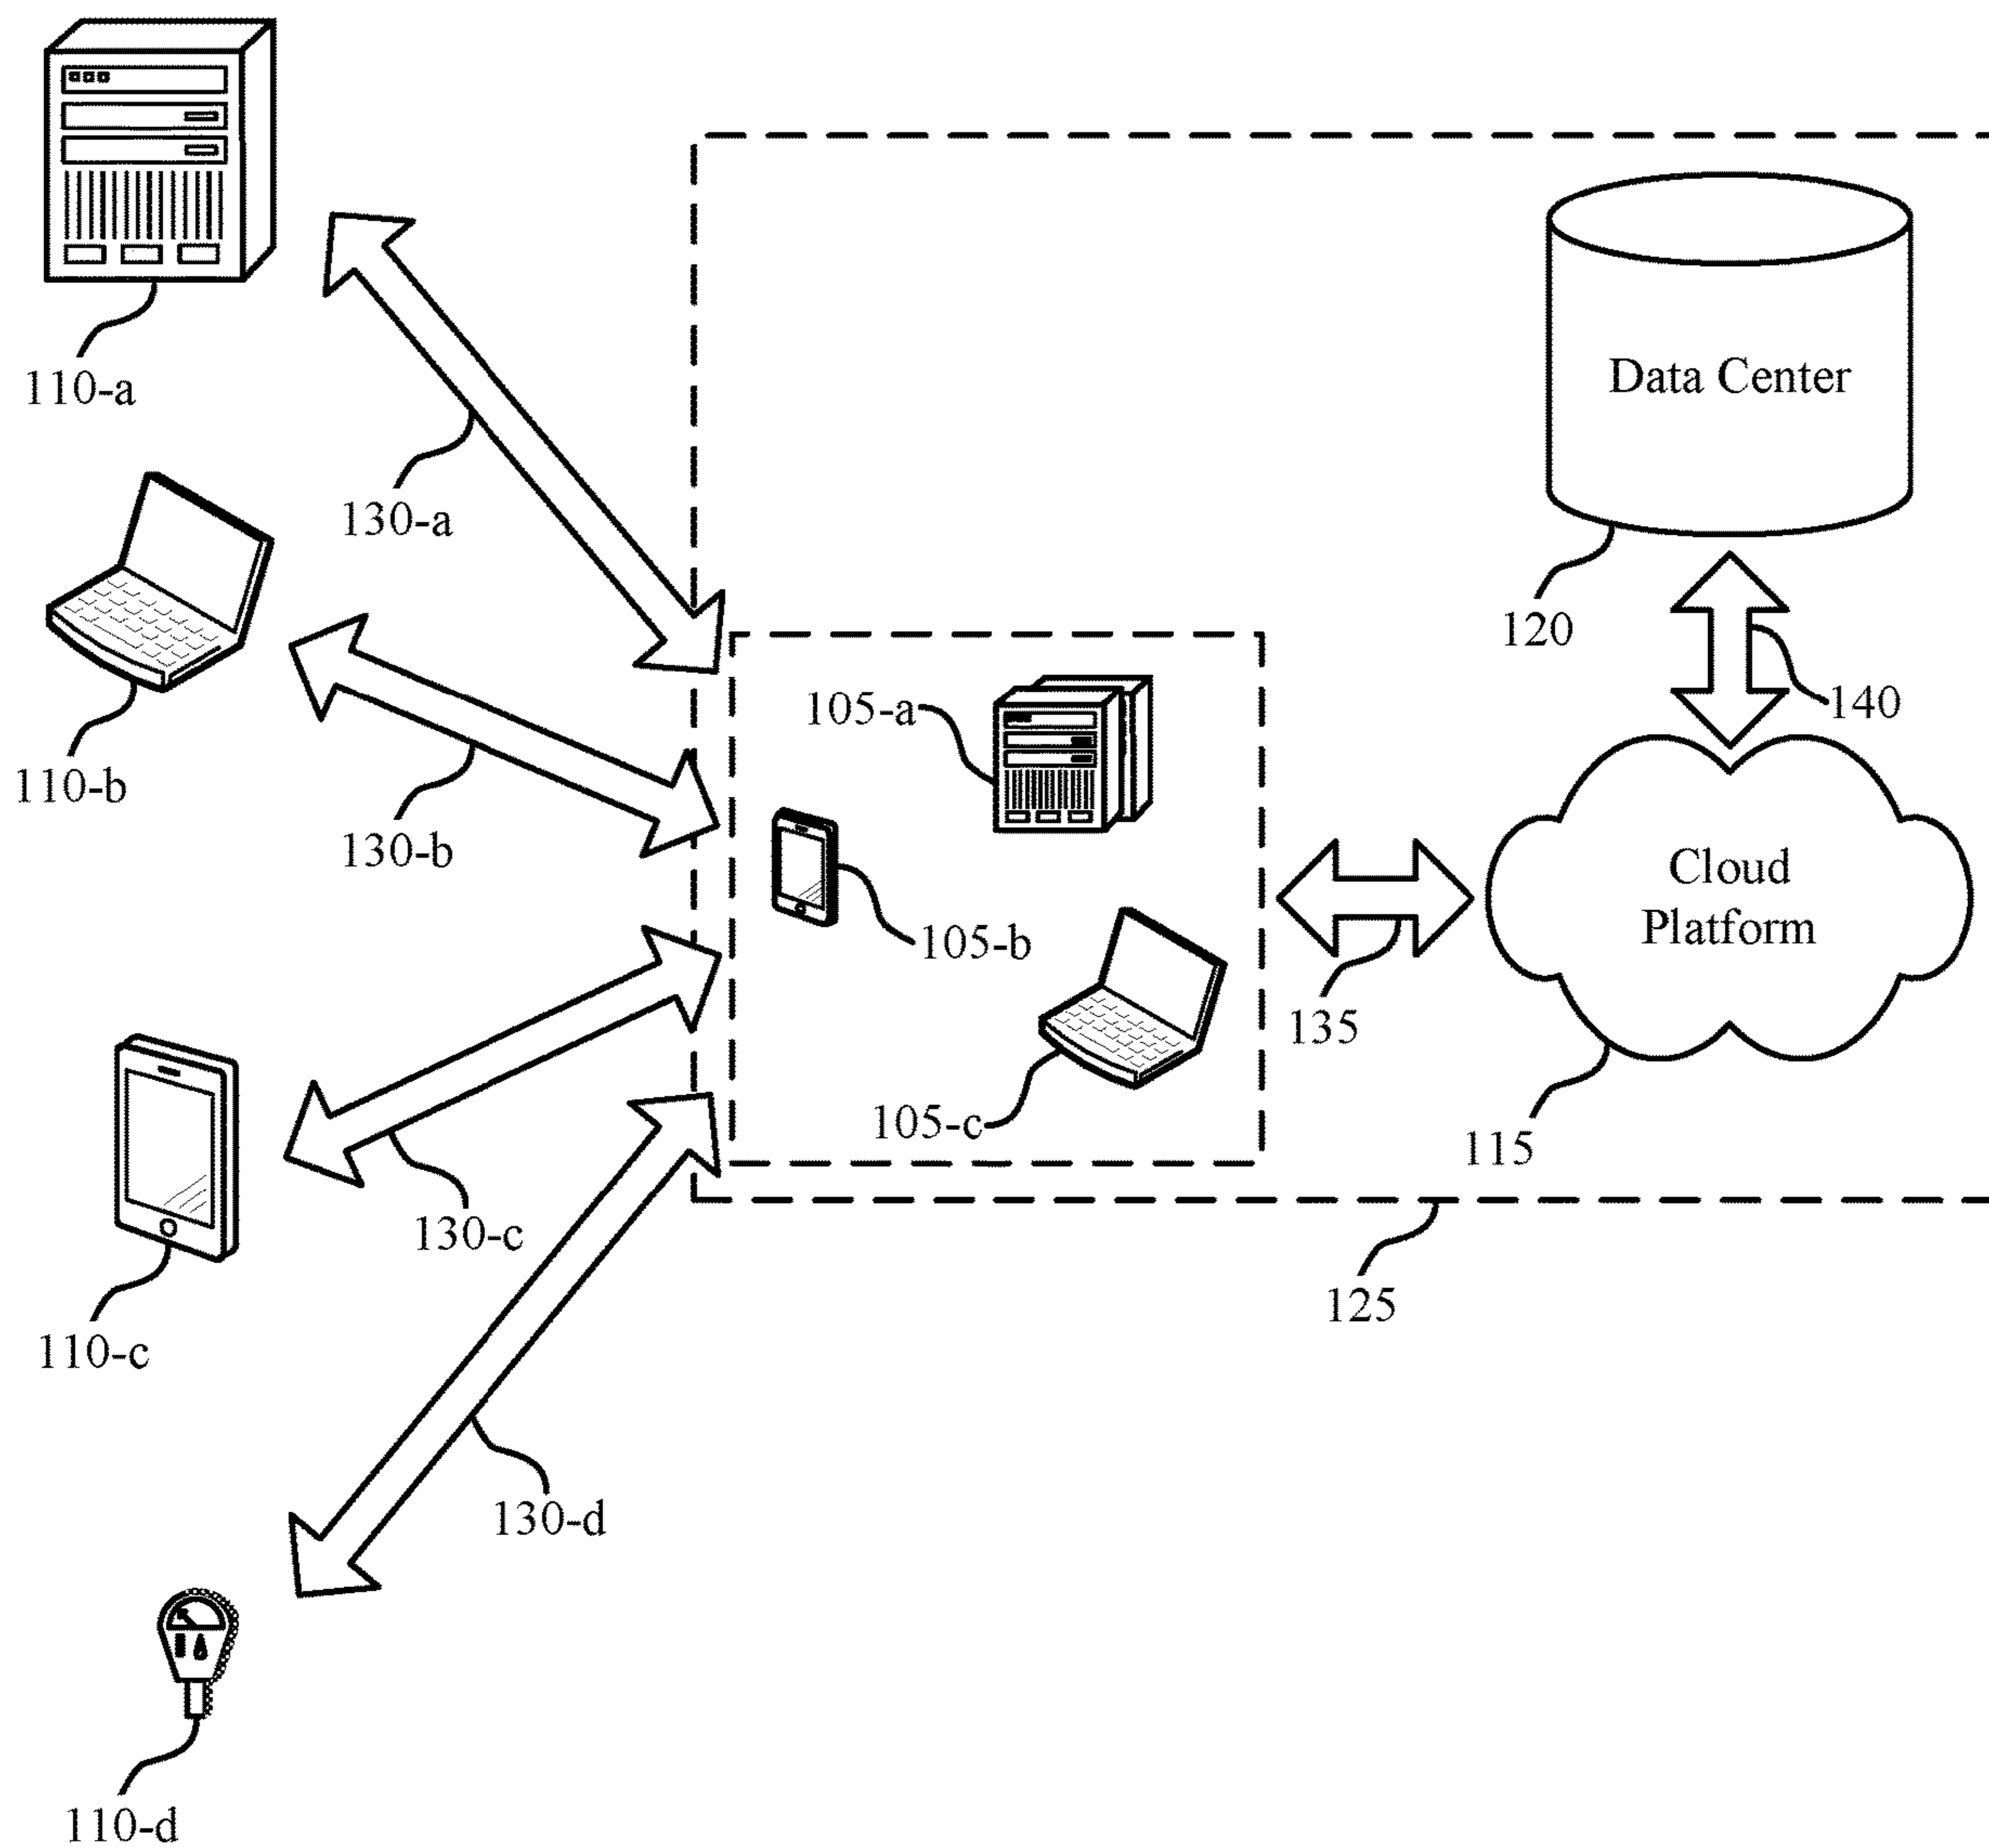 110-a
Data Center
130-a
120
105-a
140
110-b
130-b
Cloud
Platform
105-b
135
105-c
115
130-c
125
110-c
130-d
110-d